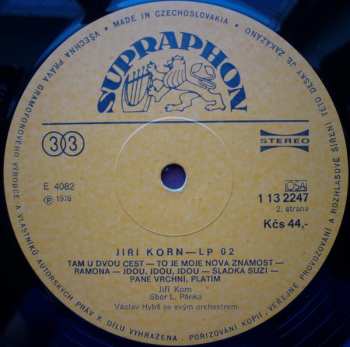 • MADE IN CZECHOSLOVAKIA •
VŠECHNA PRÁVA GRAMOFONOVÉHO VÝROBCE A VLASTNÍKŮ AUTORSKÝCH PRÁV K DÍLU VYHRAZENA. POŘIZOVÁNÍ KOPIÍ, VEŘEJNÉ PROVOZOVÁNÍ A ROZHLASOVÉ ŠÍŘENÍ TÉTO DESKY JE ZAKÁZÁNO
SUPRAPHON
33
STEREO
E 4082
Ⓟ 1978
OSA
1 13 2247
2. strana
Kčs 44,-
JIŘÍ KORN — LP 02
TAM U DVOU CEST — TO JE MOJE NOVÁ ZNÁMOST —
RAMONA — JDOU, JDOU, JDOU — SLADKÁ SUZI —
PANE VRCHNÍ, PLATÍM
Jiří Korn
Sbor L. Pánka
Václav Hybš se svým orchestrem